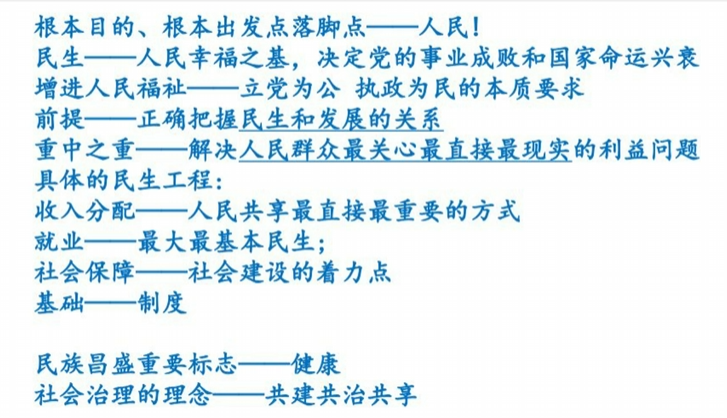 根本目的、根本出发点落脚点——人民！
民生——人民幸福之基，决定党的事业成败和国家命运兴衰
增进人民福祉——立党为公 执政为民的本质要求
前提——正确把握民生和发展的关系
重中之重——解决人民群众最关心最直接最现实的利益问题
具体的民生工程：
收入分配——人民共享最直接最重要的方式
就业——最大最基本民生；
社会保障——社会建设的着力点
基础——制度
民族昌盛重要标志——健康
社会治理的理念——共建共治共享